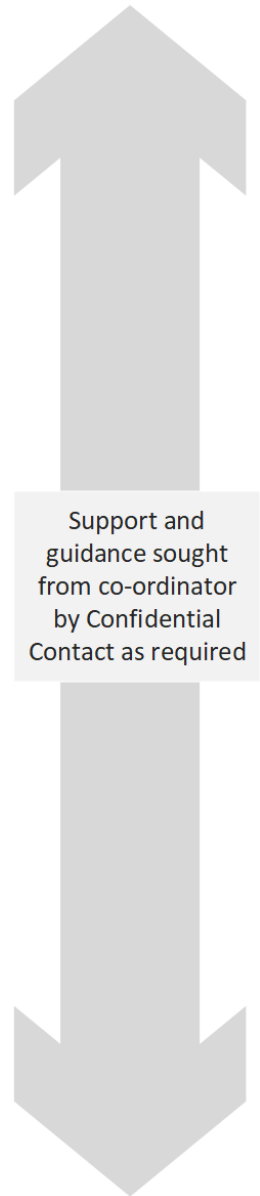 Support and
guidance sought
from co-ordinator
by Confidential
Contact as required